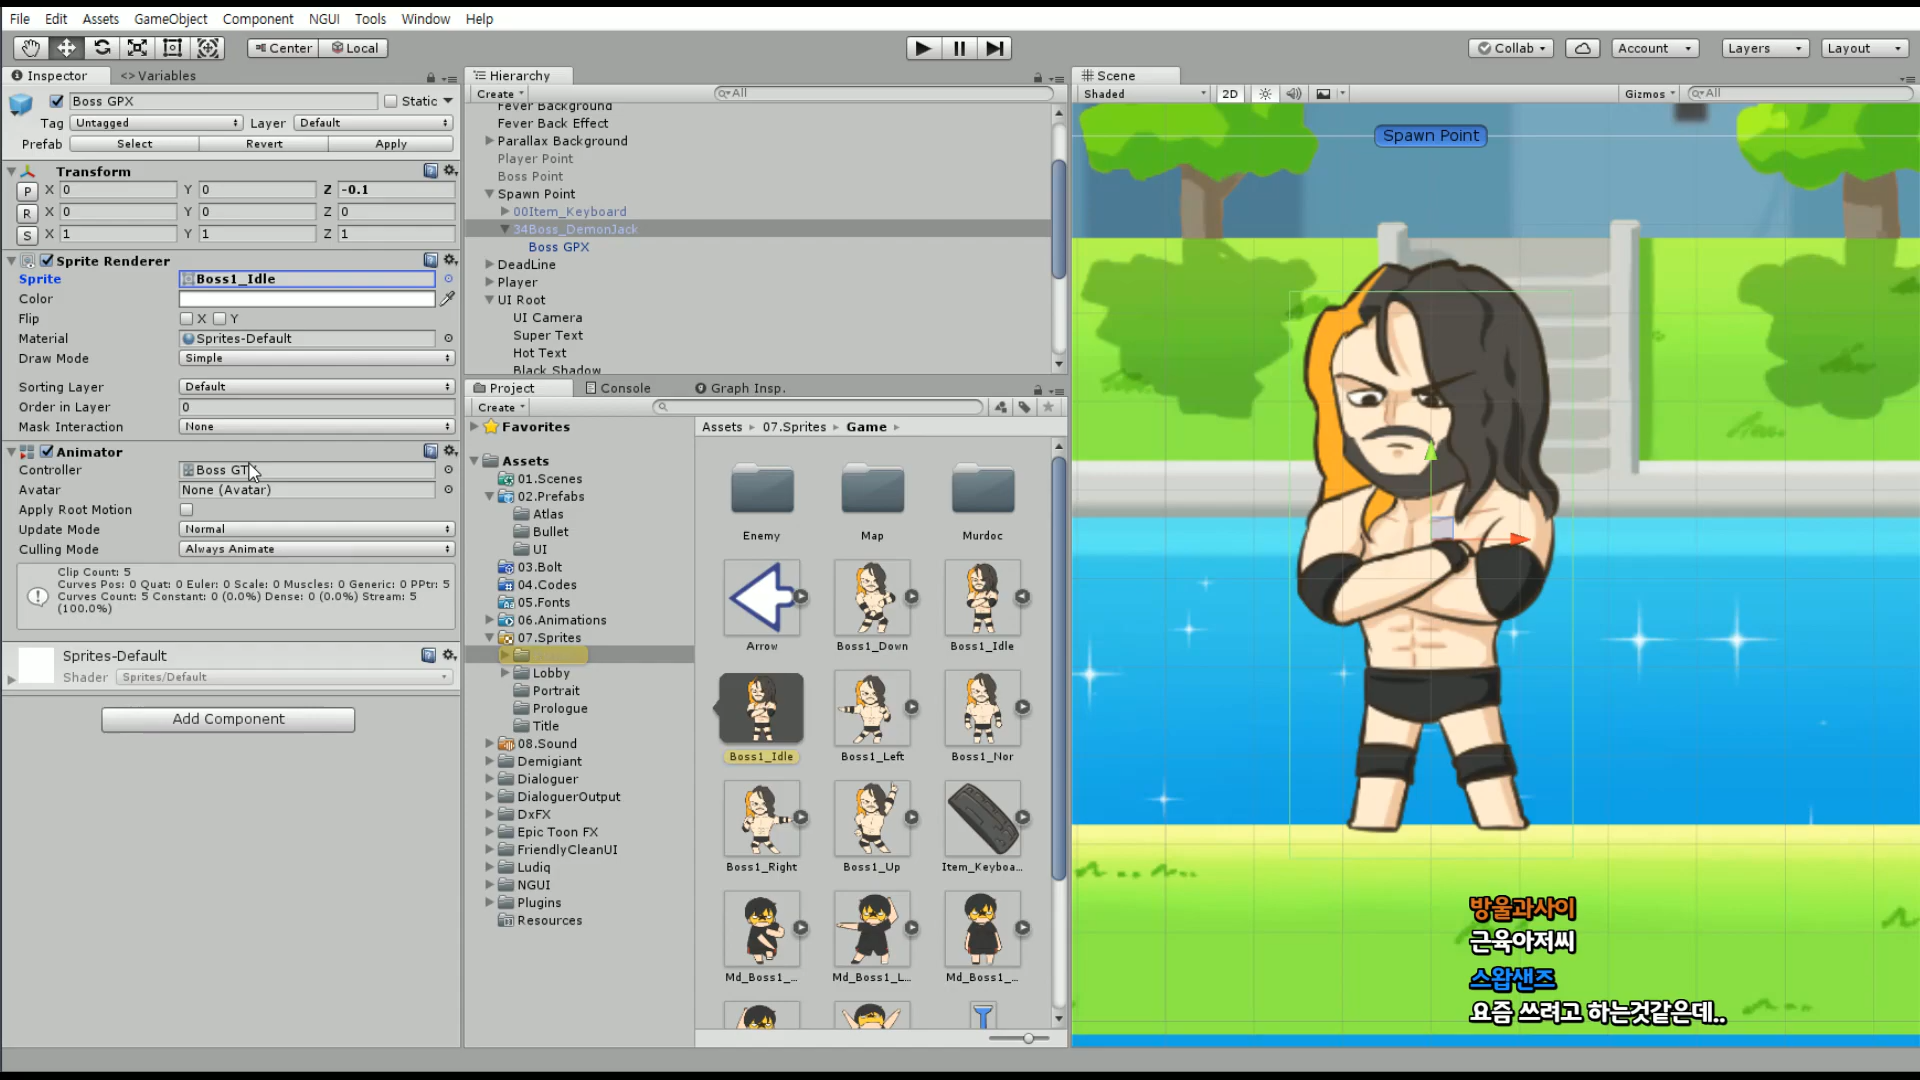 File Edit Assets GameObject Component NGUI Tools Window Help
Center Local
Collab Account Layers Layout
Inspector <> Variables
Boss GPX Static
Tag Untagged Layer Default
Prefab Select Revert Apply
Transform
P X 0 Y 0 Z -0.1
R X 0 Y 0 Z 0
S X 1 Y 1 Z 1
Sprite Renderer
Sprite Boss1_Idle
Color
Flip X Y
Material Sprites-Default
Draw Mode Simple
Sorting Layer Default
Order in Layer 0
Mask Interaction None
Animator
Controller Boss
Avatar None (Avatar)
Apply Root Motion
Update Mode Normal
Culling Mode Always Animate
Clip Count: 5
Curves Pos: 0 Quat: 0 Euler: 0 Scale: 0 Muscles: 0 Generic: 0 PPtr: 5
Curves Count: 5 Constant: 0 (0.0%) Dense: 0 (0.0%) Stream: 5
(100.0%)
Sprites-Default
Shader Sprites/Default
Add Component
Hierarchy
Create All
Fever Background
Fever Back Effect
Parallax Background
Player Point
Boss Point
Spawn Point
00Item_Keyboard
34Boss_DemonJack
Boss GPX
DeadLine
Player
UI Root
UI Camera
Super Text
Hot Text
Black Shadow
Project Console Graph Insp.
Create
Favorites
Assets
01.Scenes
02.Prefabs
Atlas
Bullet
UI
03.Bolt
04.Codes
05.Fonts
06.Animations
07.Sprites
Lobby
Portrait
Prologue
Title
08.Sound
Demigiant
Dialoguer
DialoguerOutput
DxFX
Epic Toon FX
FriendlyCleanUI
Ludiq
NGUI
Plugins
Resources
Assets 07.Sprites Game
Enemy Map Murdoc
Arrow Boss1_Down Boss1_Idle
Boss1_Idle Boss1_Left Boss1_Nor
Boss1_Right Boss1_Up Item_Keyboa...
Md_Boss1_... Md_Boss1_L... Md_Boss1_...
Scene
Shaded 2D Gizmos All
Spawn Point
방울과사이
근육아저씨
스왑샌즈
요즘 쓰려고 하는것같은데..